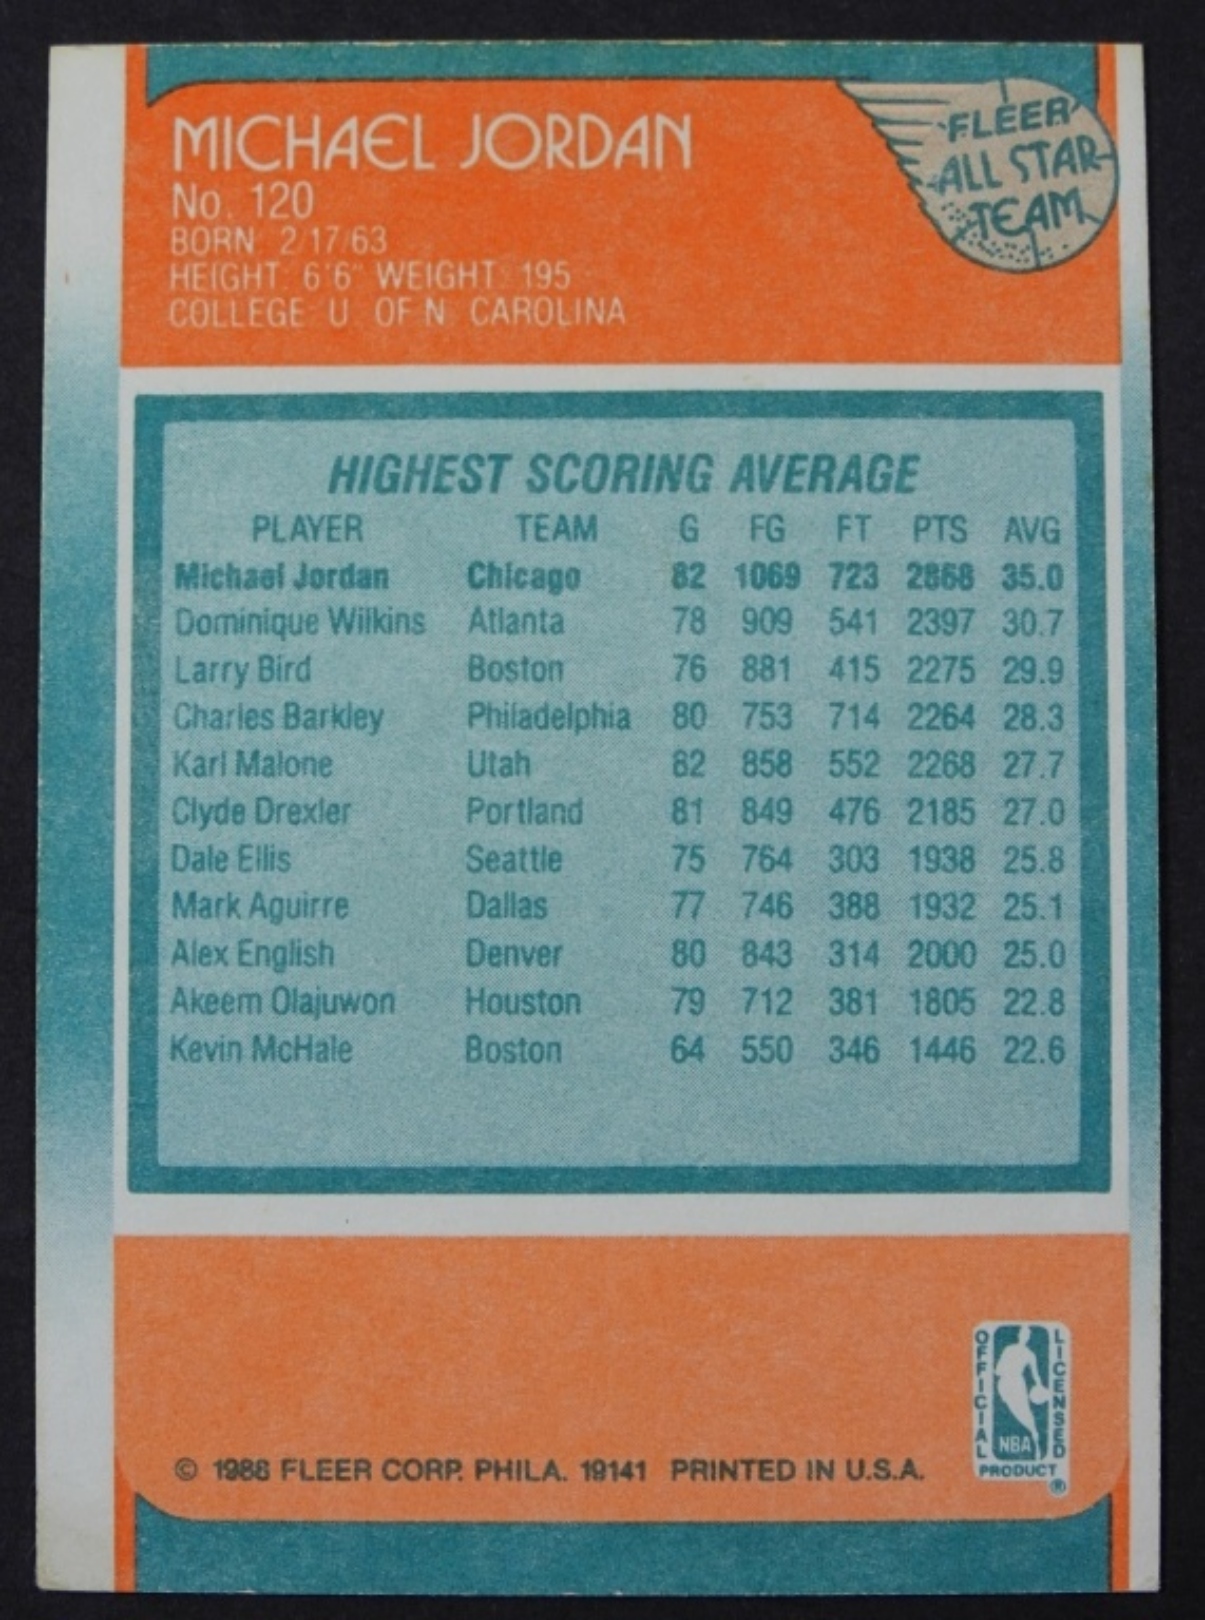 MICHAEL JORDAN
No. 120
BORN: 2/17/63
HEIGHT: 6'6" WEIGHT: 195
COLLEGE: U. OF N. CAROLINA
FLEER
ALL STAR
TEAM
HIGHEST SCORING AVERAGE
PLAYER TEAM G FG FT PTS AVG
Michael Jordan Chicago 82 1069 723 2868 35.0
Dominique Wilkins Atlanta 78 909 541 2397 30.7
Larry Bird Boston 76 881 415 2275 29.9
Charles Barkley Philadelphia 80 753 714 2264 28.3
Karl Malone Utah 82 858 552 2268 27.7
Clyde Drexler Portland 81 849 476 2185 27.0
Dale Ellis Seattle 75 764 303 1938 25.8
Mark Aguirre Dallas 77 746 388 1932 25.1
Alex English Denver 80 843 314 2000 25.0
Akeem Olajuwon Houston 79 712 381 1805 22.8
Kevin McHale Boston 64 550 346 1446 22.6
© 1988 FLEER CORP. PHILA. 19141 PRINTED IN U.S.A.
OFFICIAL
LICENSED
NBA
PRODUCT
®